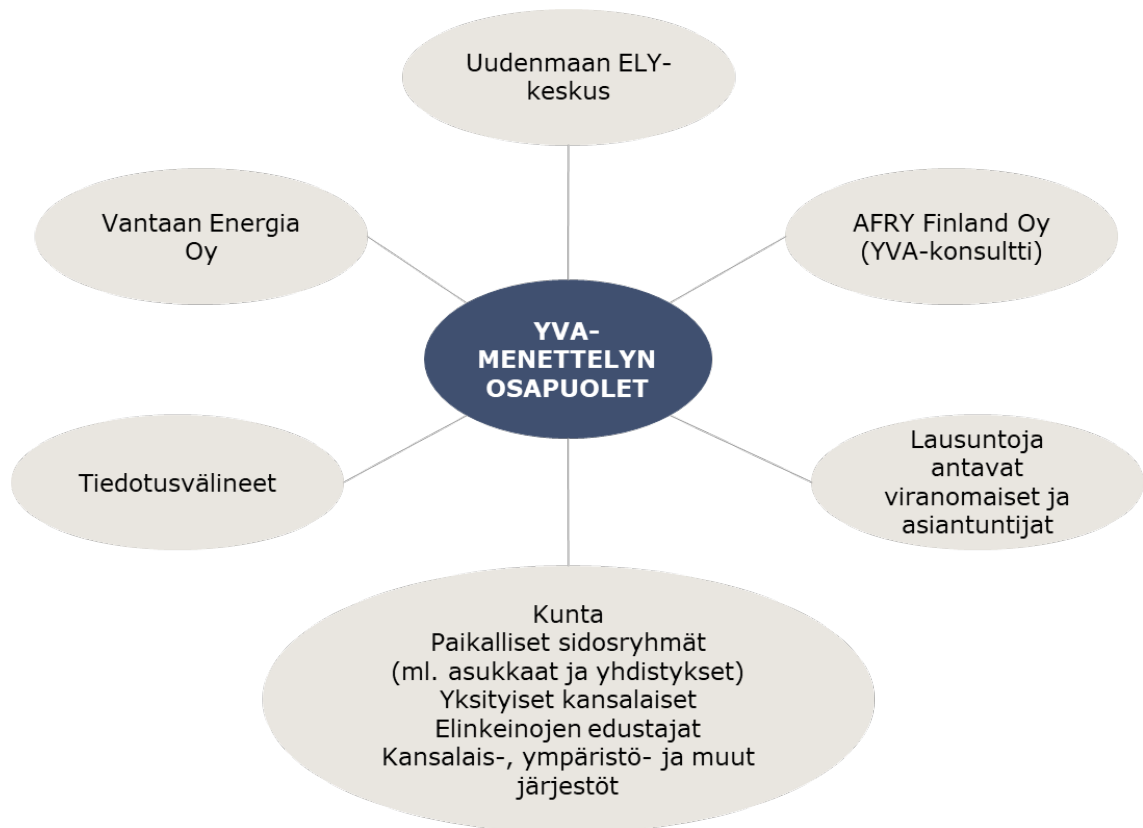 Uudenmaan ELY-
keskus
Vantaan Energia
Oy
AFRY Finland Oy
(YVA-konsultti)
YVA-
MENETTELYN
OSAPUOLET
Tiedotusvälineet
Lausuntoja
antavat
viranomaiset ja
asiantuntijat
Kunta
Paikalliset sidosryhmät
(ml. asukkaat ja yhdistykset)
Yksityiset kansalaiset
Elinkeinojen edustajat
Kansalais-, ympäristö- ja muut
järjestöt